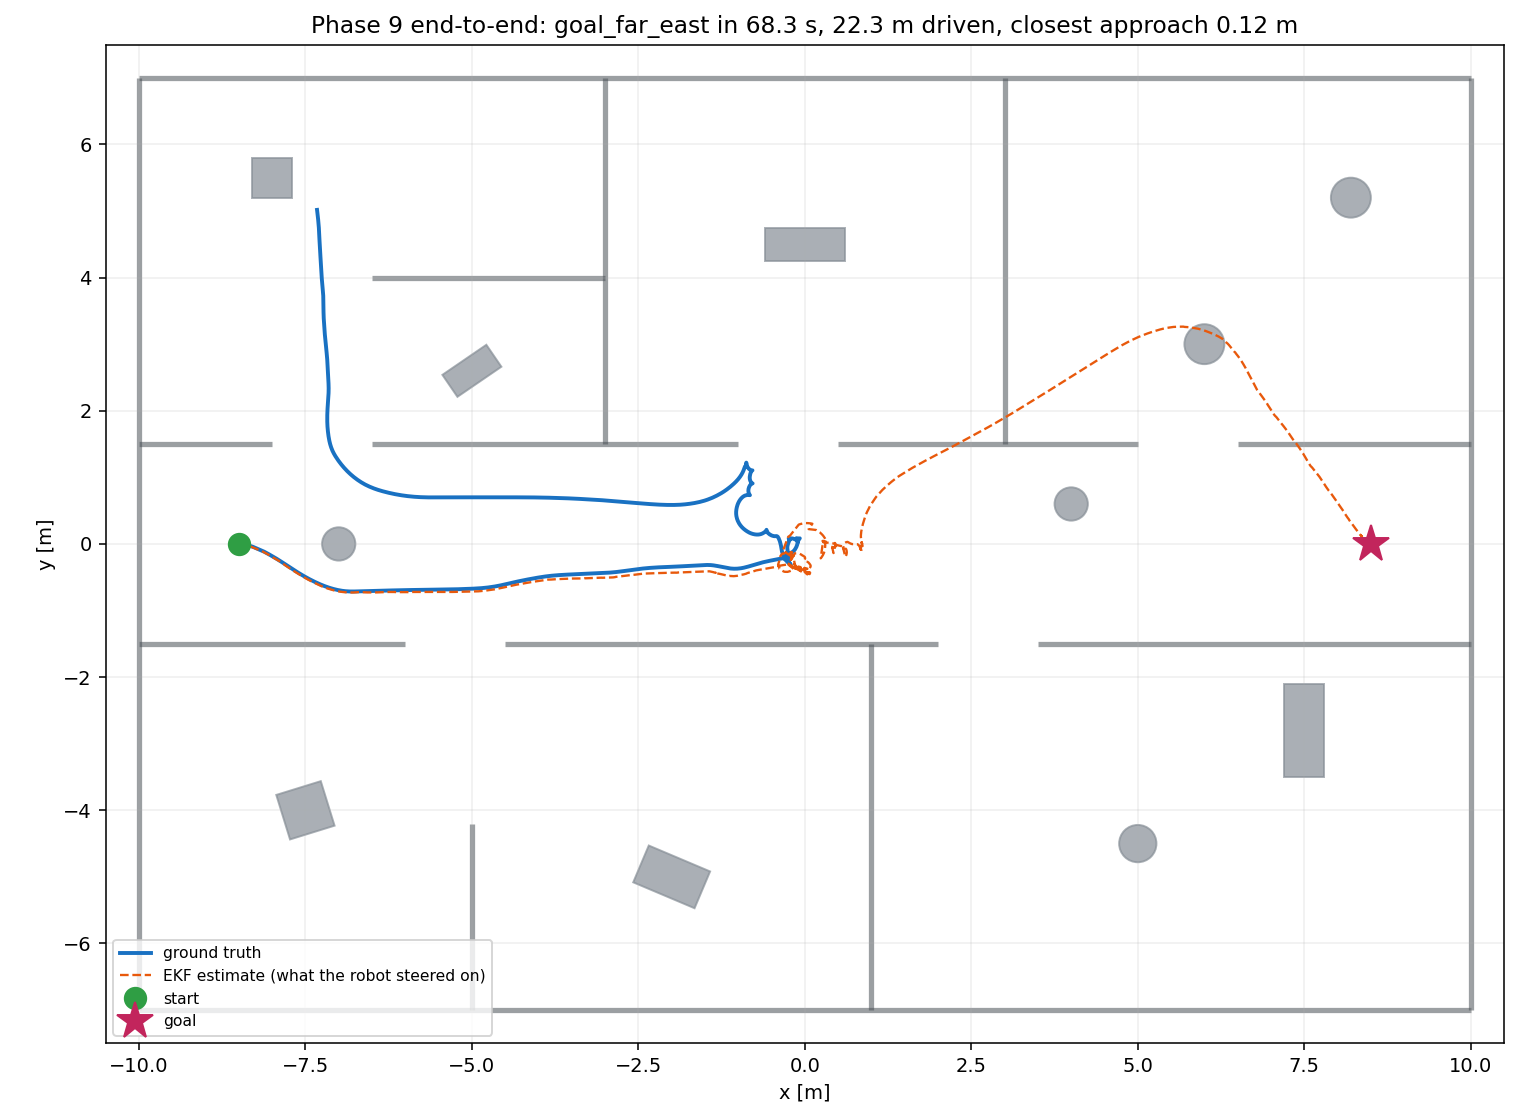 Phase 9 end-to-end: goal_far_east in 68.3 s, 22.3 m driven, closest approach 0.12 m
y [m]
6
4
2
0
−2
−4
−6
ground truth
EKF estimate (what the robot steered on)
start
goal
−10.0 −7.5 −5.0 −2.5 0.0 2.5 5.0 7.5 10.0
x [m]